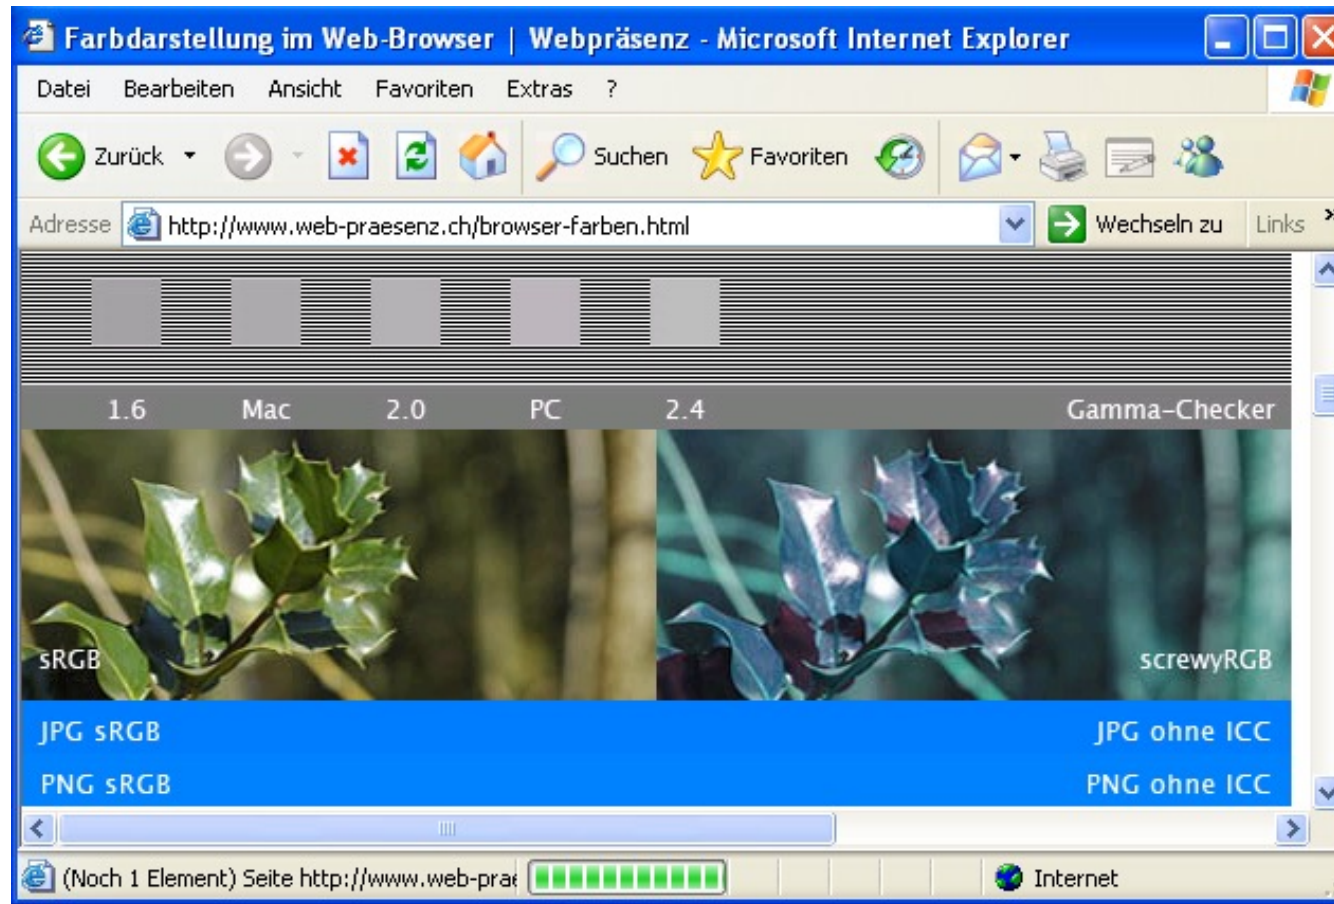 Farbdarstellung im Web-Browser | Webpräsenz - Microsoft Internet Explorer
Datei Bearbeiten Ansicht Favoriten Extras ?
Zurück Suchen Favoriten
Adresse http://www.web-praesenz.ch/browser-farben.html Wechseln zu Links »
1.6 Mac 2.0 PC 2.4 Gamma-Checker
sRGB screwyRGB
JPG sRGB JPG ohne ICC
PNG sRGB PNG ohne ICC
(Noch 1 Element) Seite http://www.web-prae Internet